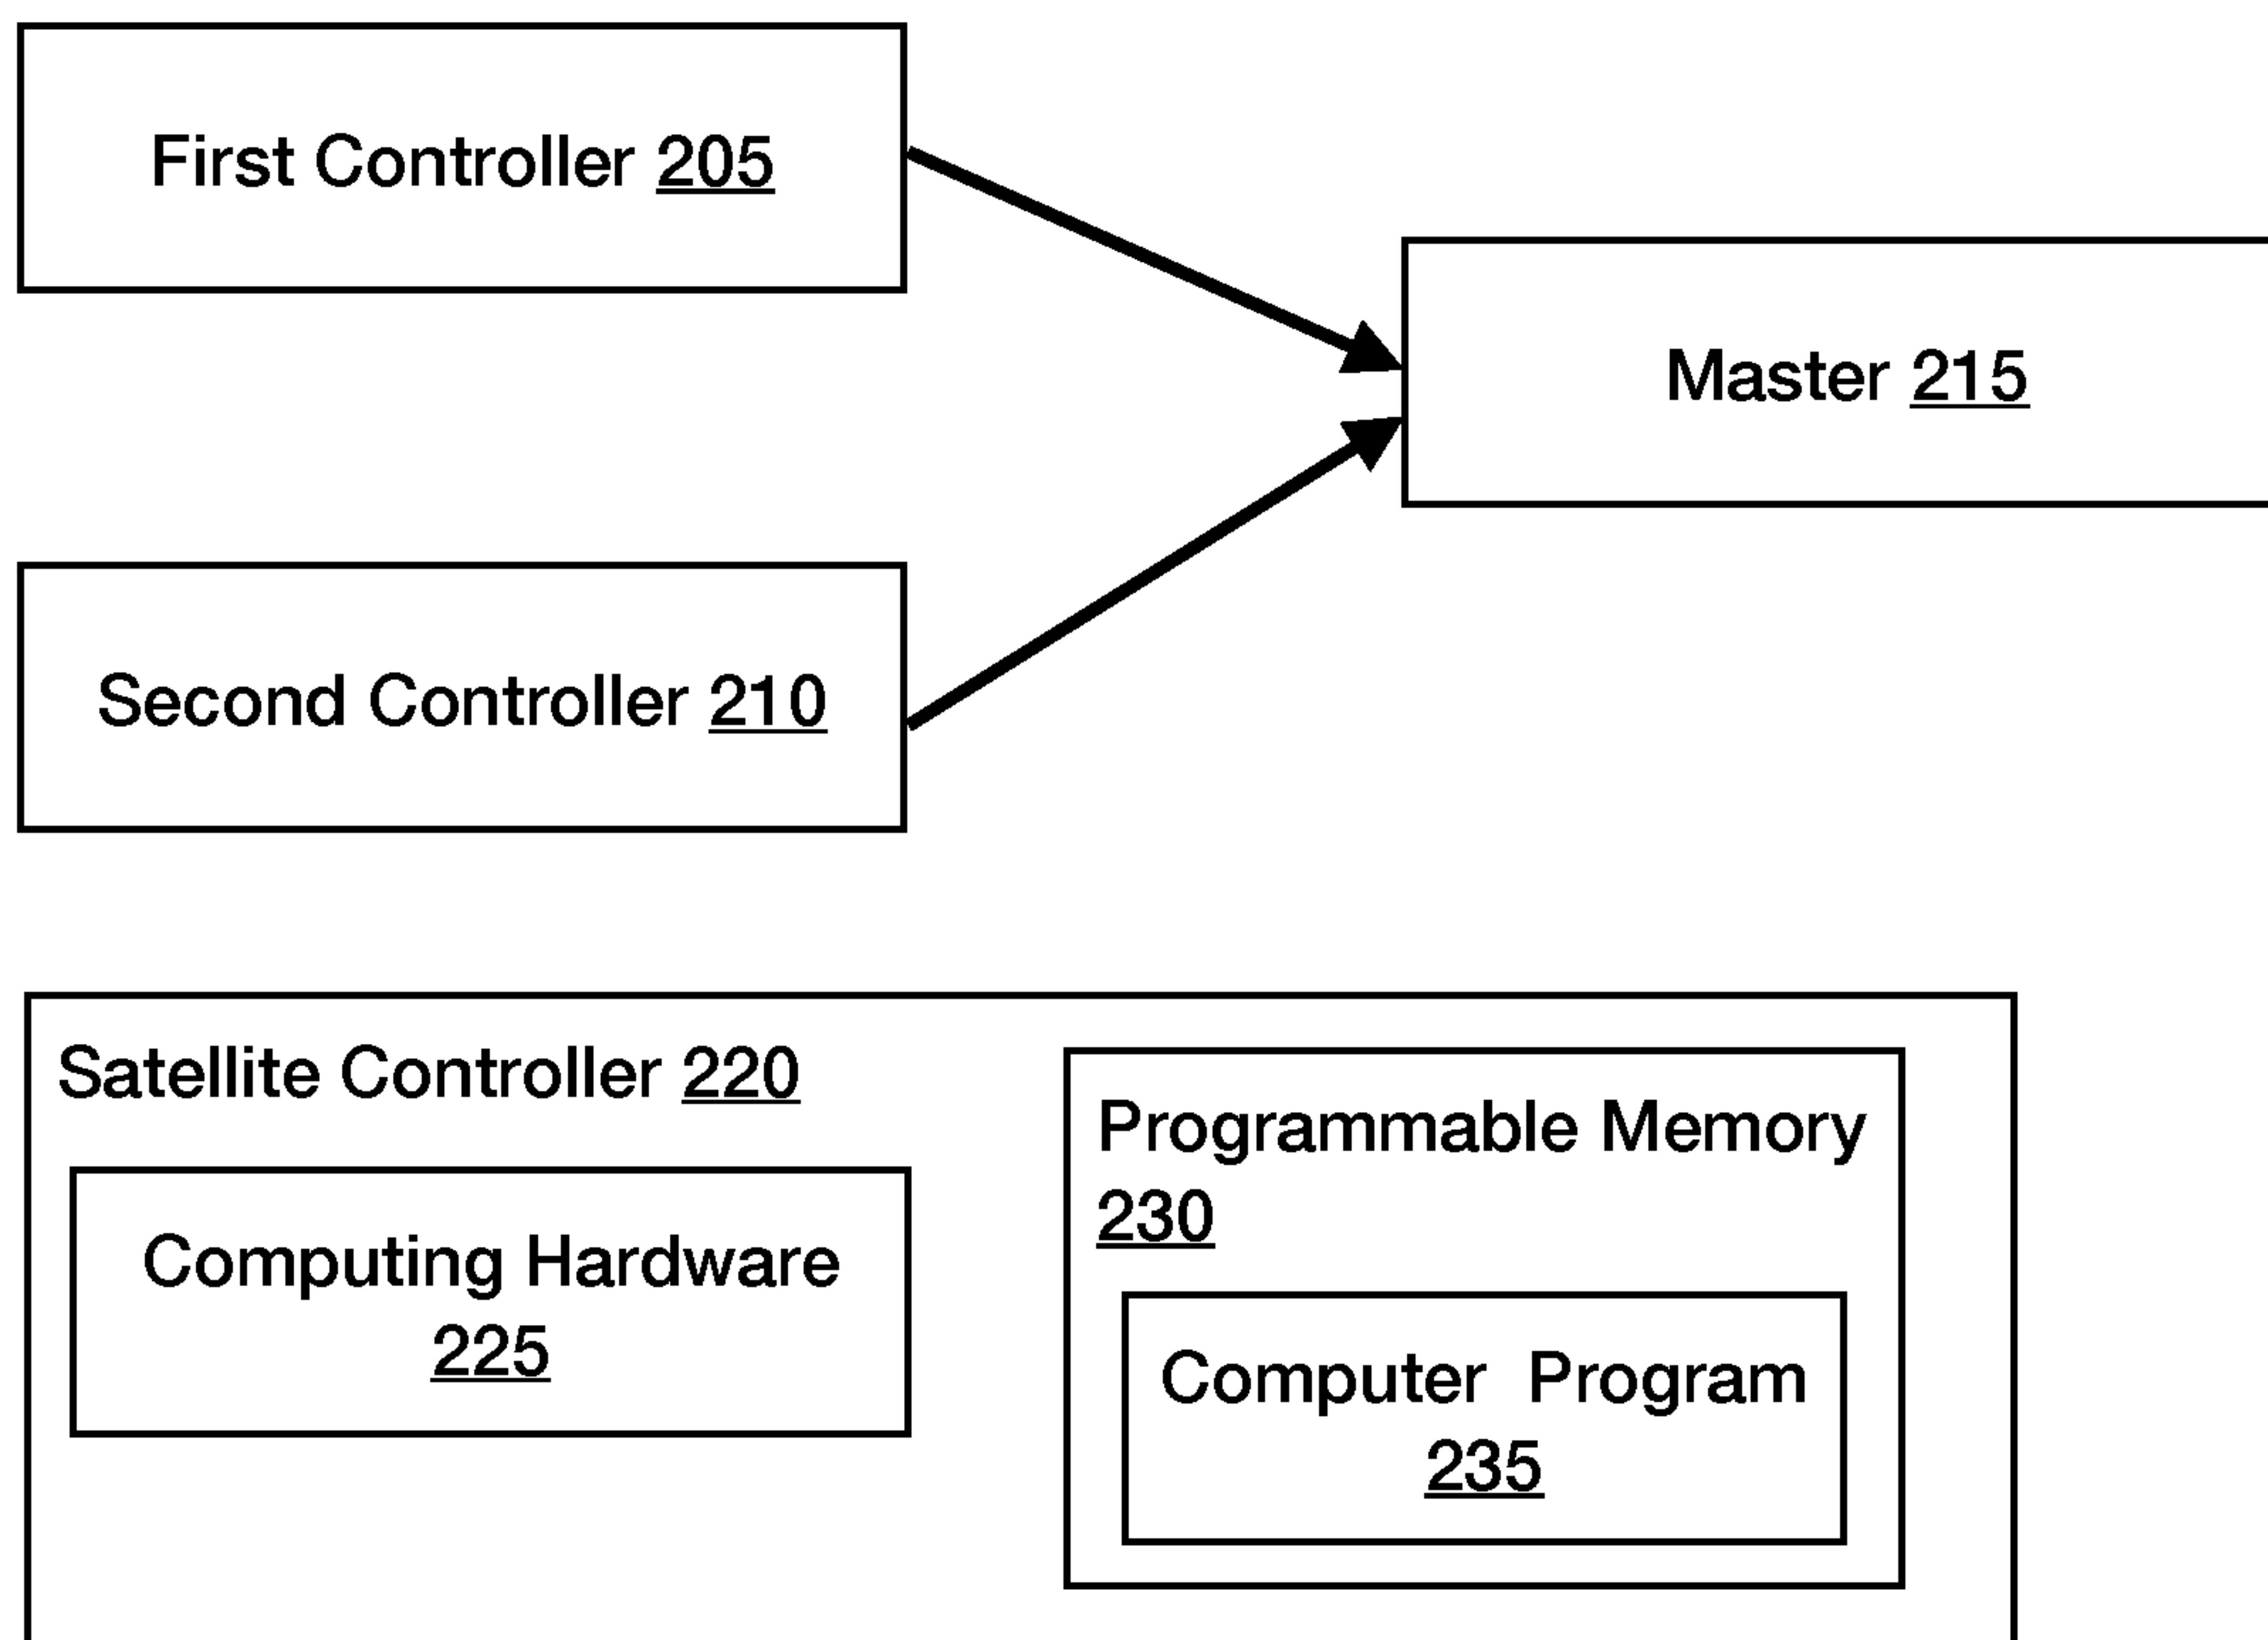 First Controller 205
Master 215
Second Controller 210
Satellite Controller 220
Computing Hardware
225
Programmable Memory
230
Computer Program
235